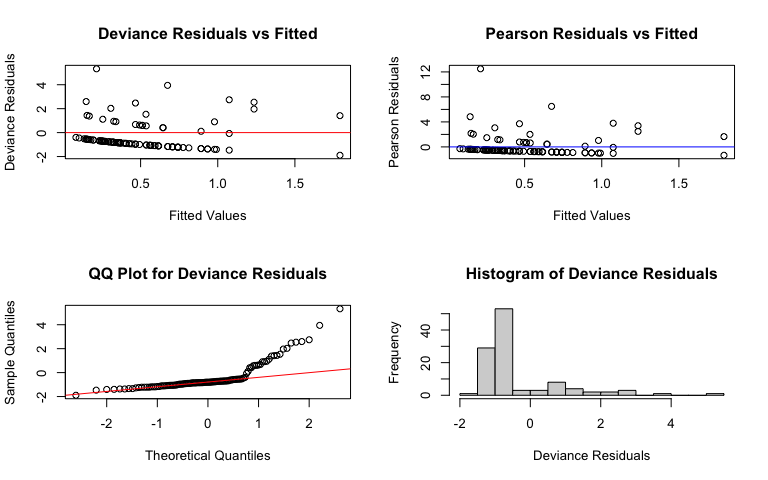 Deviance Residuals vs Fitted
Deviance Residuals
4
2
0
-2
0.5 1.0 1.5
Fitted Values
Pearson Residuals vs Fitted
Pearson Residuals
12
8
4
0
0.5 1.0 1.5
Fitted Values
QQ Plot for Deviance Residuals
Sample Quantiles
4
2
0
-2
-2 -1 0 1 2
Theoretical Quantiles
Histogram of Deviance Residuals
Frequency
40
20
0
-2 0 2 4
Deviance Residuals